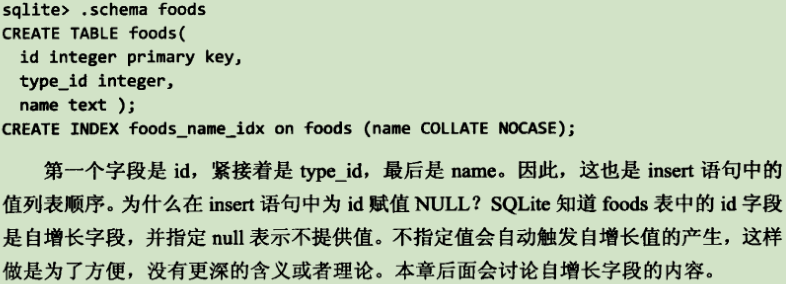 sqlite> .schema foods
CREATE TABLE foods(
id integer primary key,
type_id integer,
name text );
CREATE INDEX foods_name_idx on foods (name COLLATE NOCASE);
第一个字段是 id，紧接着是 type_id，最后是 name。因此，这也是 insert 语句中的
值列表顺序。为什么在 insert 语句中为 id 赋值 NULL？SQLite 知道 foods 表中的 id 字段
是自增长字段，并指定 null 表示不提供值。不指定值会自动触发自增长值的产生，这样
做是为了方便，没有更深的含义或者理论。本章后面会讨论自增长字段的内容。